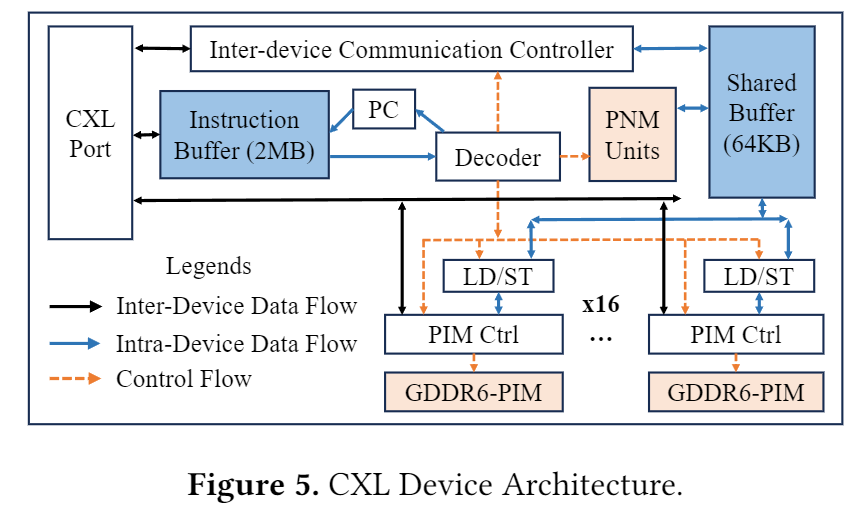 Inter-device Communication Controller
CXL
Port
Instruction
Buffer (2MB)
PC
Decoder
PNM
Units
Shared
Buffer
(64KB)
Legends
Inter-Device Data Flow
Intra-Device Data Flow
Control Flow
LD/ST
PIM Ctrl
GDDR6-PIM
x16
...
LD/ST
PIM Ctrl
GDDR6-PIM
Figure 5. CXL Device Architecture.